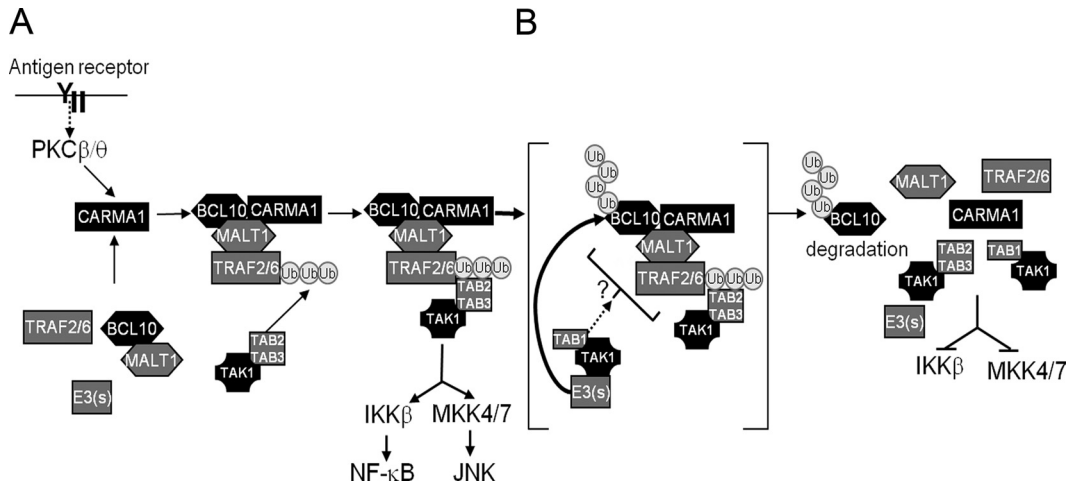 A
Antigen receptor
PKCβ/θ
CARMA1
TRAF2/6
BCL10
MALT1
E3(s)
BCL10
CARMA1
MALT1
TRAF2/6
Ub
Ub
Ub
TAB2
TAB3
TAK1
BCL10
CARMA1
MALT1
TRAF2/6
Ub
Ub
Ub
TAB2
TAB3
TAK1
IKKβ
MKK4/7
NF-κB
JNK
B
Ub
Ub
Ub
Ub
BCL10
CARMA1
MALT1
TRAF2/6
Ub
Ub
Ub
TAB2
TAB3
TAK1
?
TAB1
TAK1
E3(s)
Ub
Ub
Ub
Ub
BCL10
degradation
MALT1
TRAF2/6
CARMA1
TAB2
TAB3
TAK1
TAB1
TAK1
E3(s)
IKKβ
MKK4/7